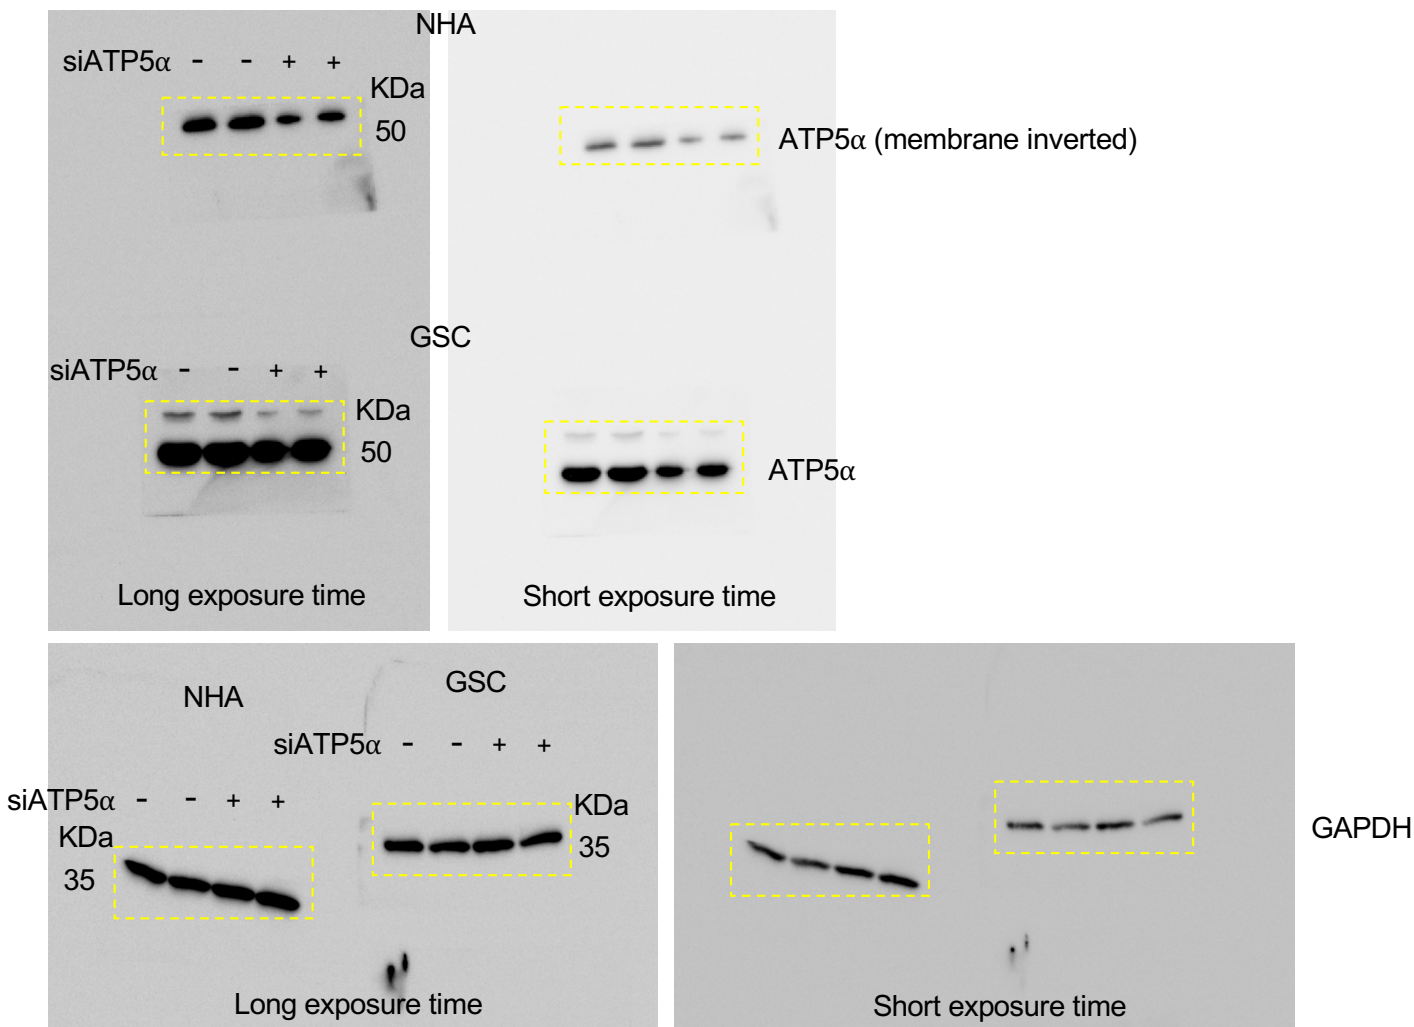 NHA
siATP5α - - + +
KDa
50
ATP5α (membrane inverted)
GSC
siATP5α - - + +
KDa
50
ATP5α
Long exposure time
Short exposure time
NHA
GSC
siATP5α - - + +
siATP5α - - + +
KDa
35
KDa
35
GAPDH
Long exposure time
Short exposure time